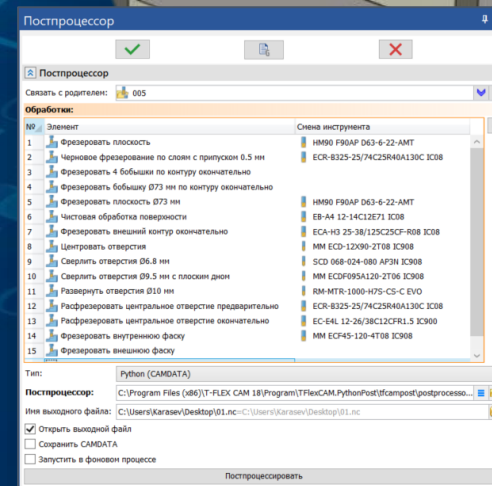 Постпроцессор
Постпроцессор
Связать с родителем: 005
Обработки:
№ Элемент Смена инструмента
1 Фрезеровать плоскость HM90 F90AP D63-6-22-AMT
2 Черновое фрезерование по слоям с припуском 0.5 мм ECR-B325-25/74C25R40A130C IC08
3 Фрезеровать 4 бобышки по контуру окончательно
4 Фрезеровать бобышку Ø73 мм по контуру окончательно
5 Фрезеровать плоскость Ø73 мм HM90 F90AP D63-6-22-AMT
6 Чистовая обработка поверхности EB-A4 12-14C12E71 IC08
7 Фрезеровать внешний контур окончательно ECA-H3 25-38/125C25CF-R08 IC08
8 Центровать отверстия MM ECD-12X90-2T08 IC908
9 Сверлить отверстия Ø6.8 мм SCD 068-024-080 AP3N IC908
10 Сверлить отверстия Ø9.5 мм с плоским дном MM ECDF095A120-2T06 IC908
11 Развернуть отверстия Ø10 мм RM-MTR-1000-H7S-CS-C EVO
12 Расфрезеровать центральное отверстие предварительно ECR-B325-25/74C25R40A130C IC08
13 Расфрезеровать центральное отверстие окончательно EC-E4L 12-26/38C12CFR1.5 IC900
14 Фрезеровать внутреннюю фаску MM ECF45-120-4T08 IC908
15 Фрезеровать внешнюю фаску
Тип: Python (CAMDATA)
Постпроцессор: C:\Program Files (x86)\T-FLEX CAM 18\Program\TFlexCAM.PythonPost\tfcampost\postprocesso...
Имя выходного файла: C:\Users\Karasev\Desktop\01.nc=C:\Users\Karasev\Desktop\01.nc
Открыть выходной файл
Сохранить CAMDATA
Запустить в фоновом процессе
Постпроцессировать